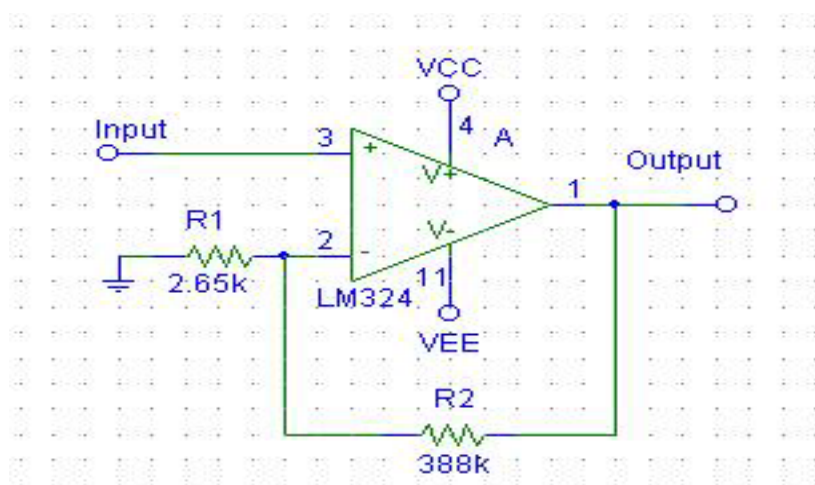 VCC
4
A
Input
3
+
V+
Output
1
R1
2
-
V-
2.65k
11
LM324
VEE
R2
388k